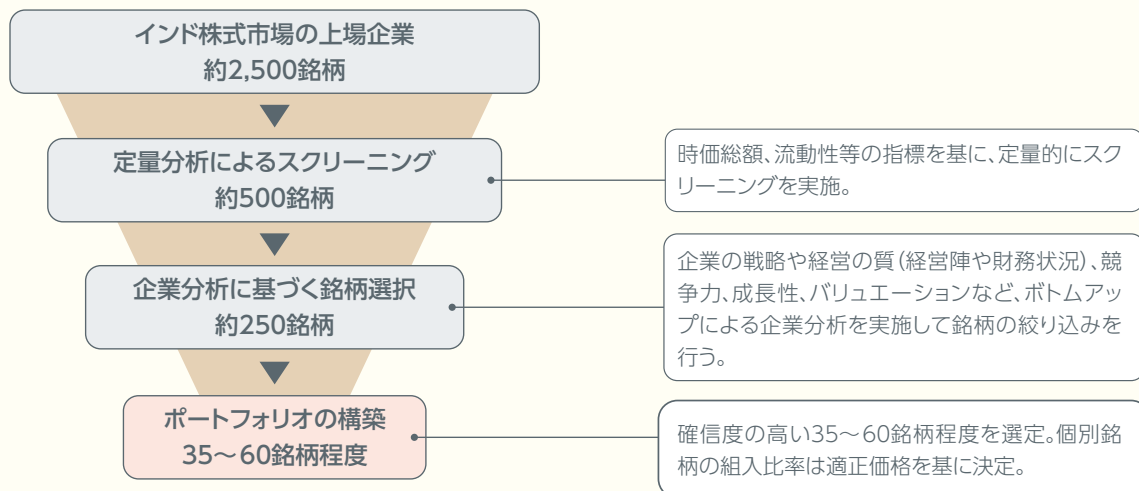 インド株式市場の上場企業
約2,500銘柄
定量分析によるスクリーニング
約500銘柄
時価総額、流動性等の指標を基に、定量的にスク
リーニングを実施。
企業分析に基づく銘柄選択
約250銘柄
企業の戦略や経営の質(経営陣や財務状況)、競
争力、成長性、バリュエーションなど、ボトムアッ
プによる企業分析を実施して銘柄の絞り込みを
行う。
ポートフォリオの構築
35～60銘柄程度
確信度の高い35～60銘柄程度を選定。個別銘
柄の組入比率は適正価格を基に決定。